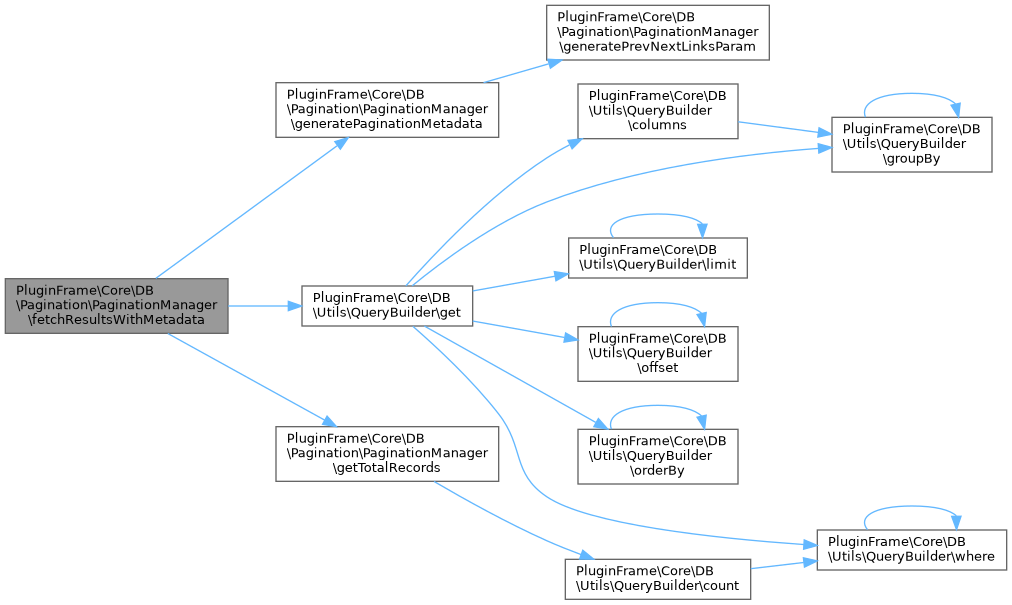 PluginFrame\Core\DB
\Pagination\PaginationManager
\generatePrevNextLinksParam
PluginFrame\Core\DB
\Pagination\PaginationManager
\generatePaginationMetadata
PluginFrame\Core\DB
\Utils\QueryBuilder
\columns
PluginFrame\Core\DB
\Utils\QueryBuilder
\groupBy
PluginFrame\Core\DB
\Utils\QueryBuilder\limit
PluginFrame\Core\DB
\Pagination\PaginationManager
\fetchResultsWithMetadata
PluginFrame\Core\DB
\Utils\QueryBuilder\get
PluginFrame\Core\DB
\Utils\QueryBuilder
\offset
PluginFrame\Core\DB
\Utils\QueryBuilder
\orderBy
PluginFrame\Core\DB
\Pagination\PaginationManager
\getTotalRecords
PluginFrame\Core\DB
\Utils\QueryBuilder\where
PluginFrame\Core\DB
\Utils\QueryBuilder\count